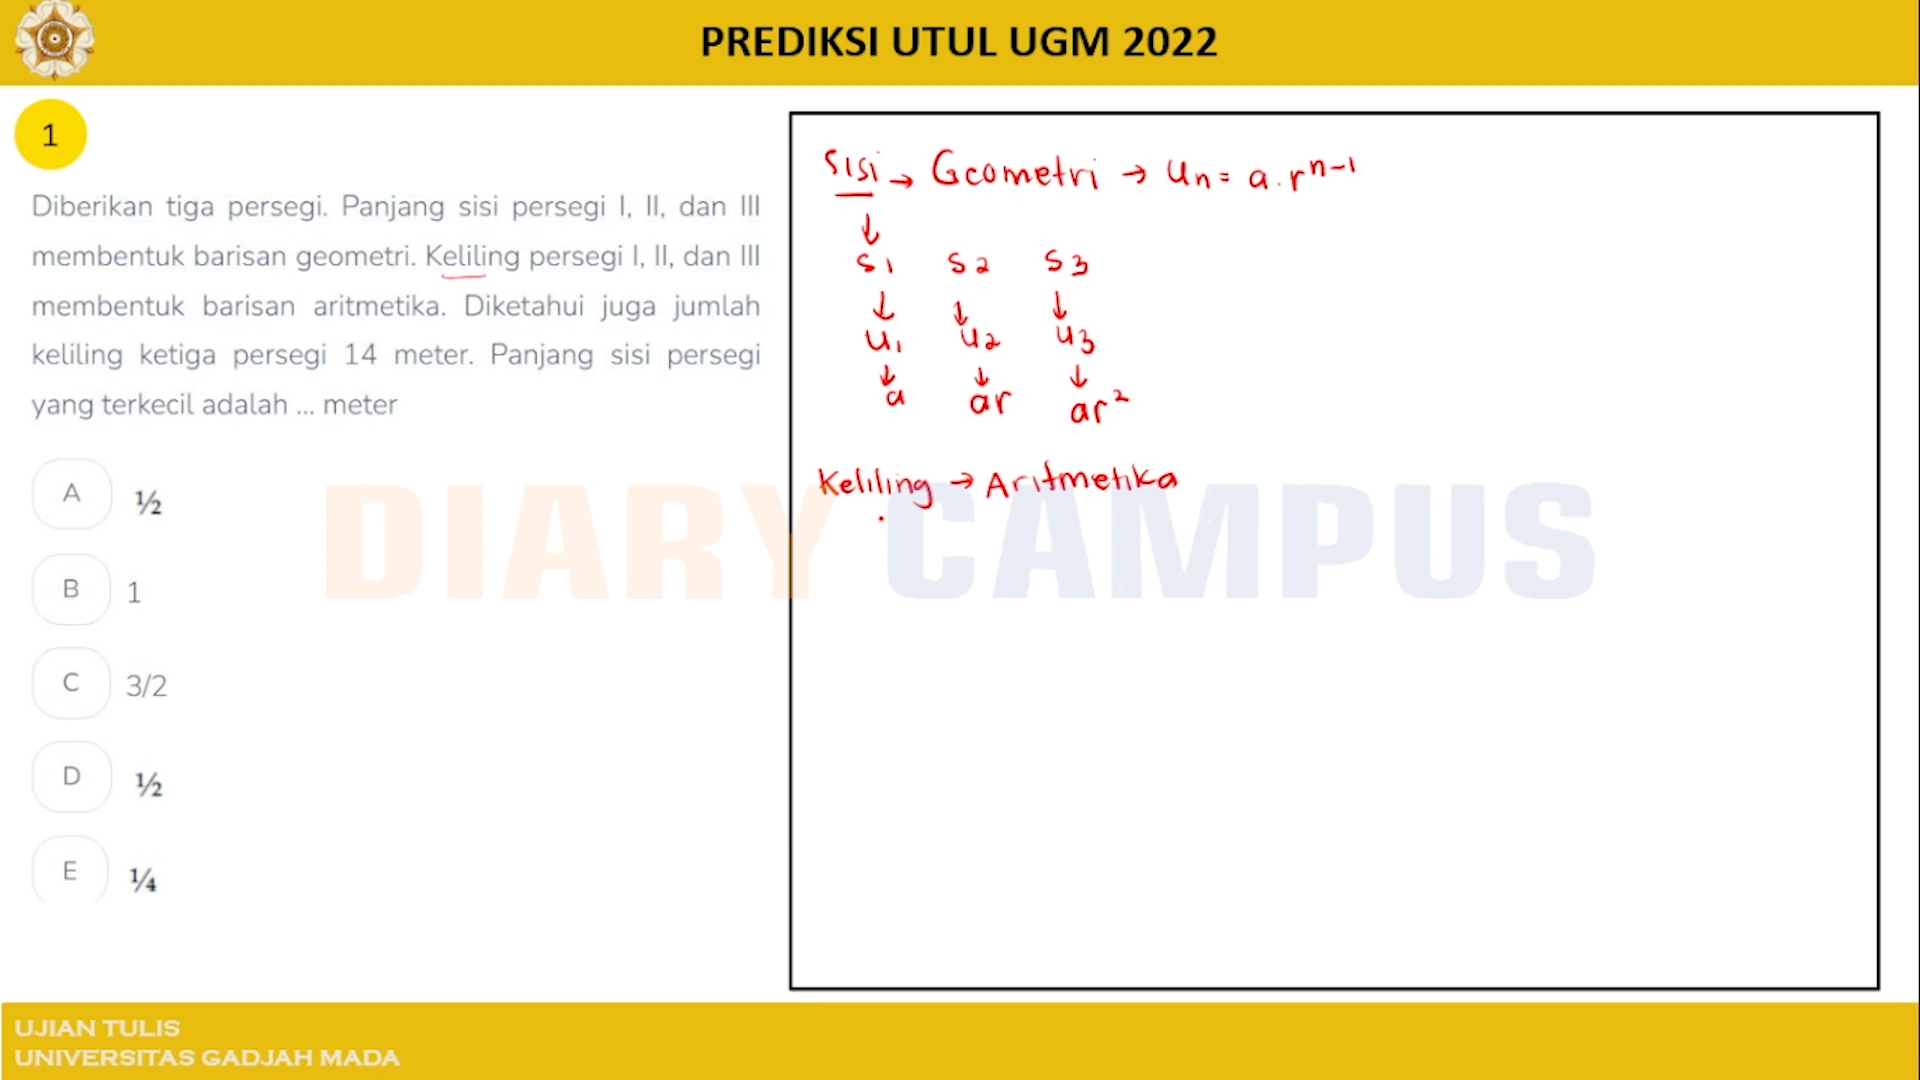 PREDIKSI UTUL UGM 2022
1
Diberikan tiga persegi. Panjang sisi persegi I, II, dan III
membentuk barisan geometri. Keliling persegi I, II, dan III
membentuk barisan aritmetika. Diketahui juga jumlah
keliling ketiga persegi 14 meter. Panjang sisi persegi
yang terkecil adalah ... meter
A ½
B 1
C 3/2
D ½
E ¼
Sisi → Geometri → Un = a.r^n-1
↓
S1 S2 S3
↓ ↓ ↓
U1 U2 U3
↓ ↓ ↓
a ar ar²
Keliling → Aritmetika
DIARY CAMPUS
UJIAN TULIS
UNIVERSITAS GADJAH MADA